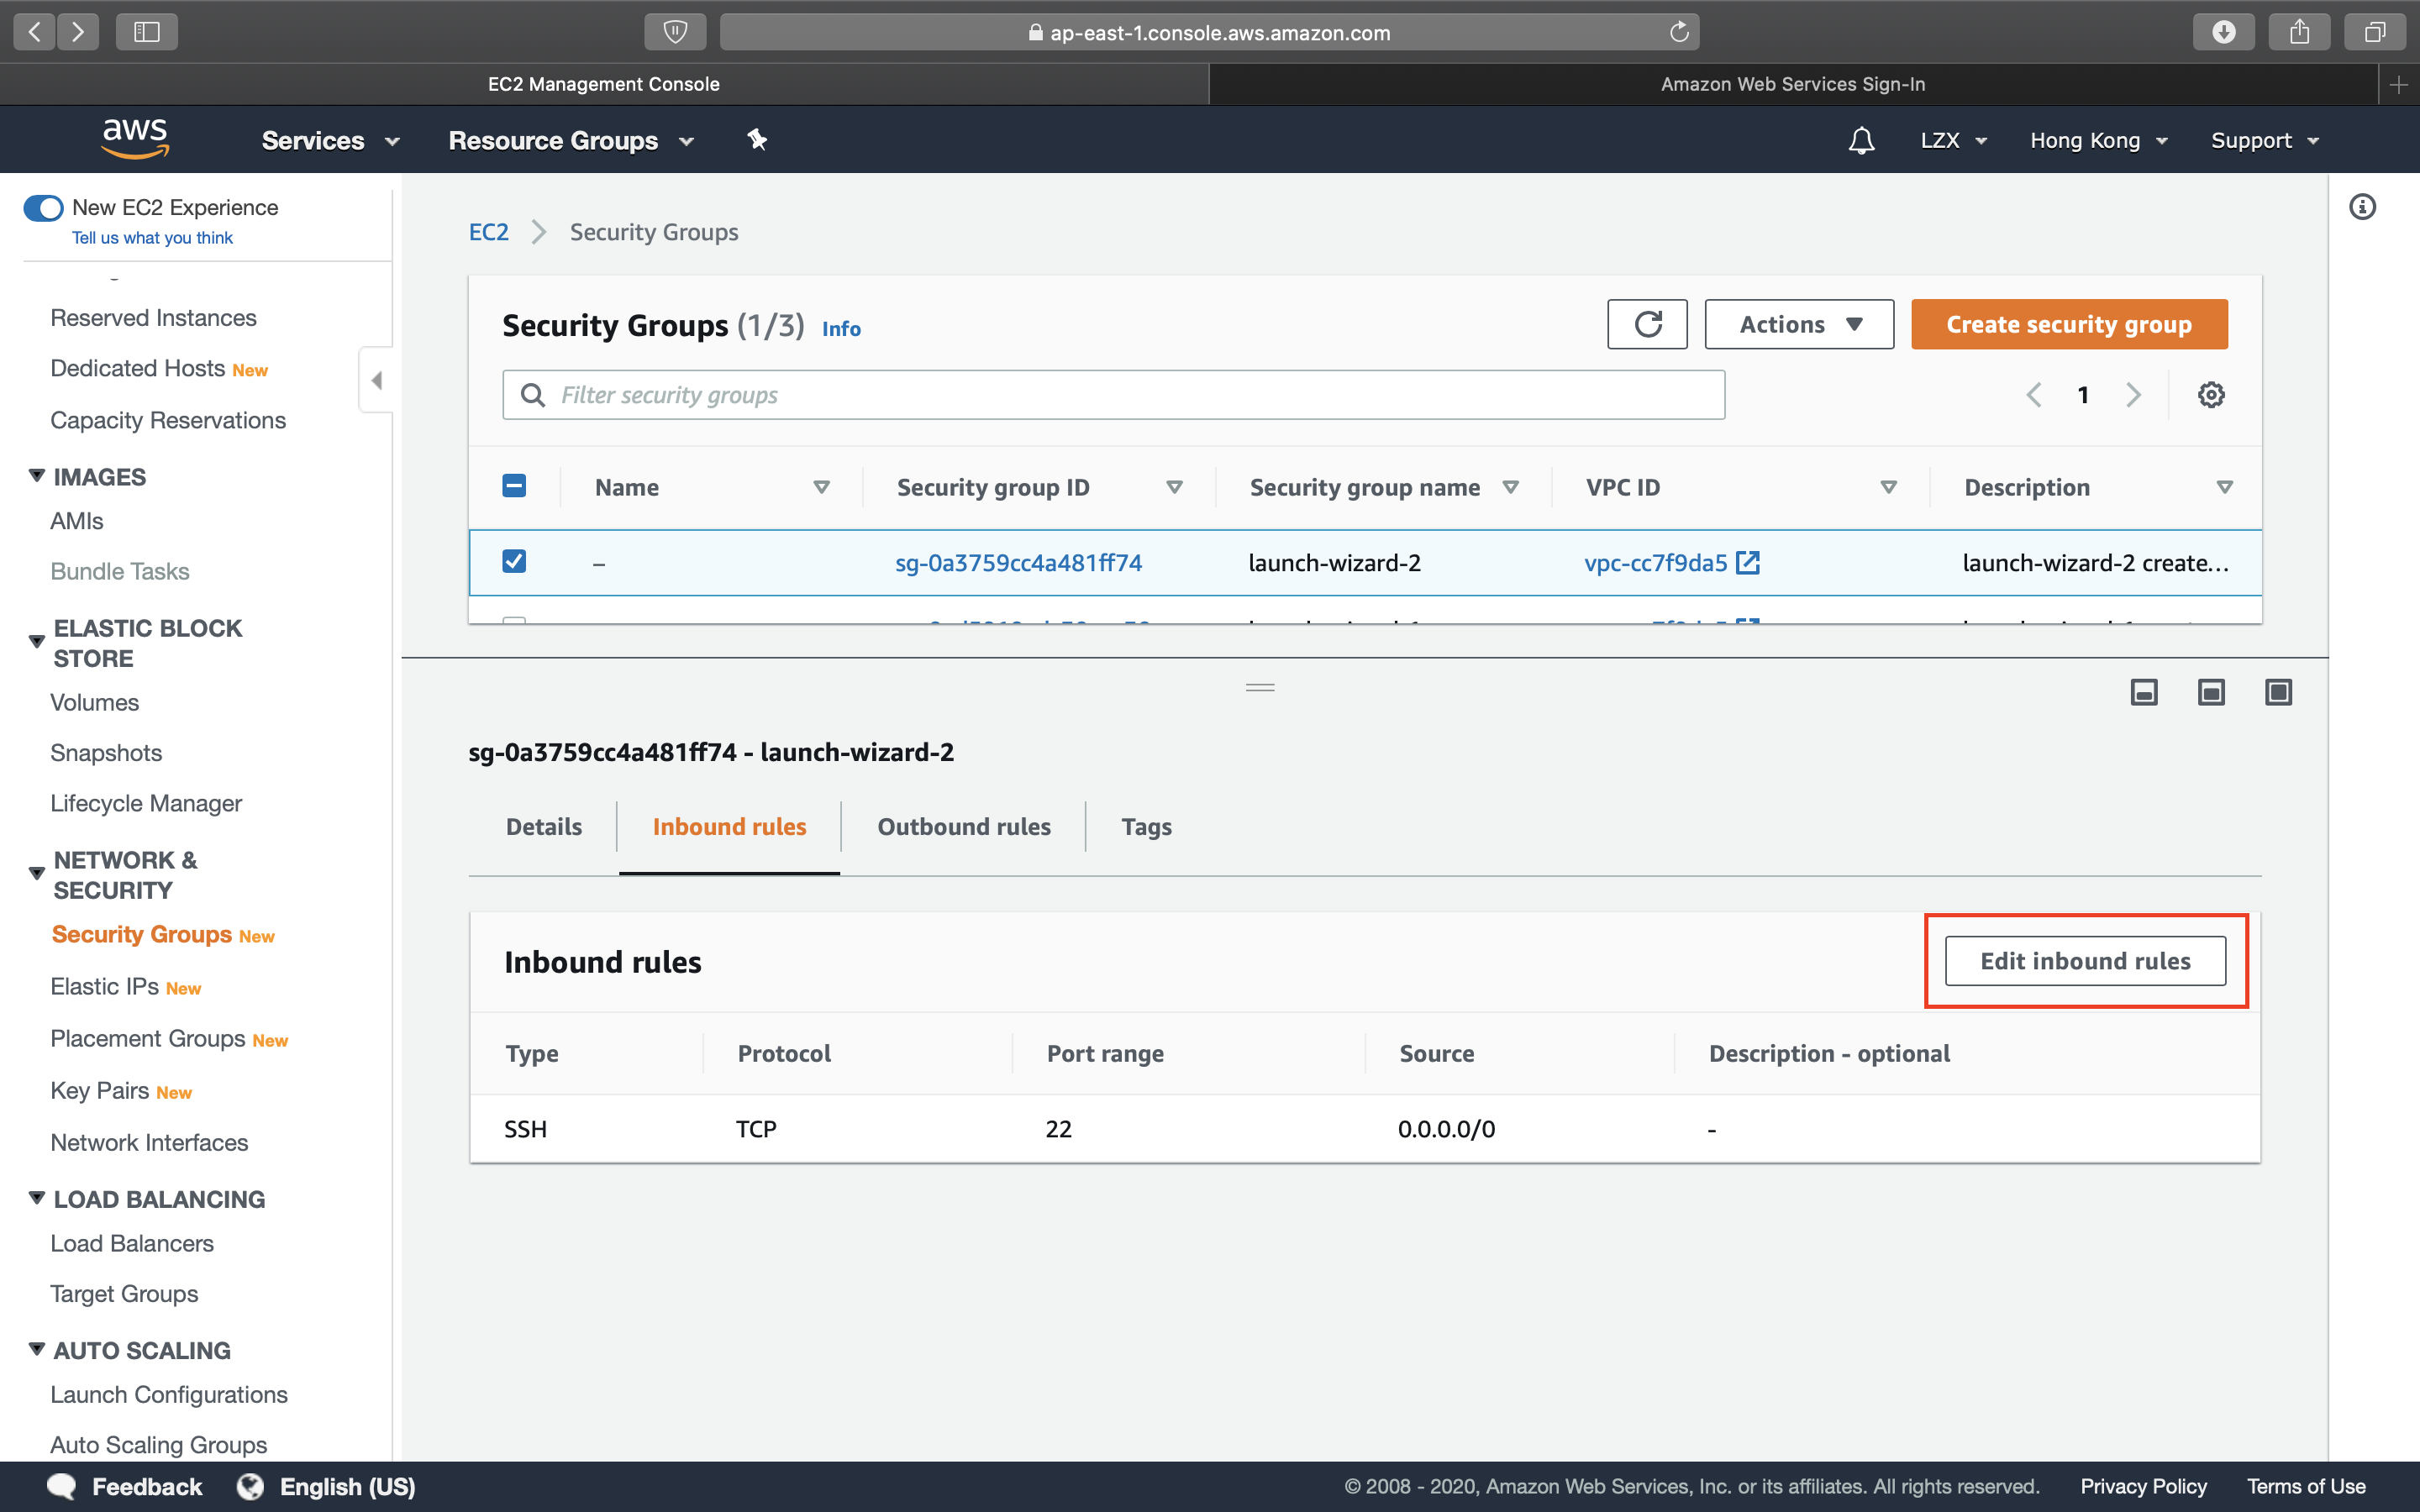 ap-east-1.console.aws.amazon.com
EC2 Management Console
Amazon Web Services Sign-In
aws
Services
Resource Groups
LZX
Hong Kong
Support
New EC2 Experience
Tell us what you think
Reserved Instances
Dedicated Hosts New
Capacity Reservations
IMAGES
AMIs
Bundle Tasks
ELASTIC BLOCK
STORE
Volumes
Snapshots
Lifecycle Manager
NETWORK &
SECURITY
Security Groups New
Elastic IPs New
Placement Groups New
Key Pairs New
Network Interfaces
LOAD BALANCING
Load Balancers
Target Groups
AUTO SCALING
Launch Configurations
Auto Scaling Groups
EC2 Security Groups
Security Groups (1/3) Info
Actions
Create security group
Filter security groups
1
Name Security group ID Security group name VPC ID Description
– sg-0a3759cc4a481ff74 launch-wizard-2 vpc-cc7f9da5 launch-wizard-2 create...
sg-0a3759cc4a481ff74 - launch-wizard-2
Details Inbound rules Outbound rules Tags
Inbound rules
Edit inbound rules
Type Protocol Port range Source Description - optional
SSH TCP 22 0.0.0.0/0 -
Feedback English (US)
© 2008 - 2020, Amazon Web Services, Inc. or its affiliates. All rights reserved. Privacy Policy Terms of Use